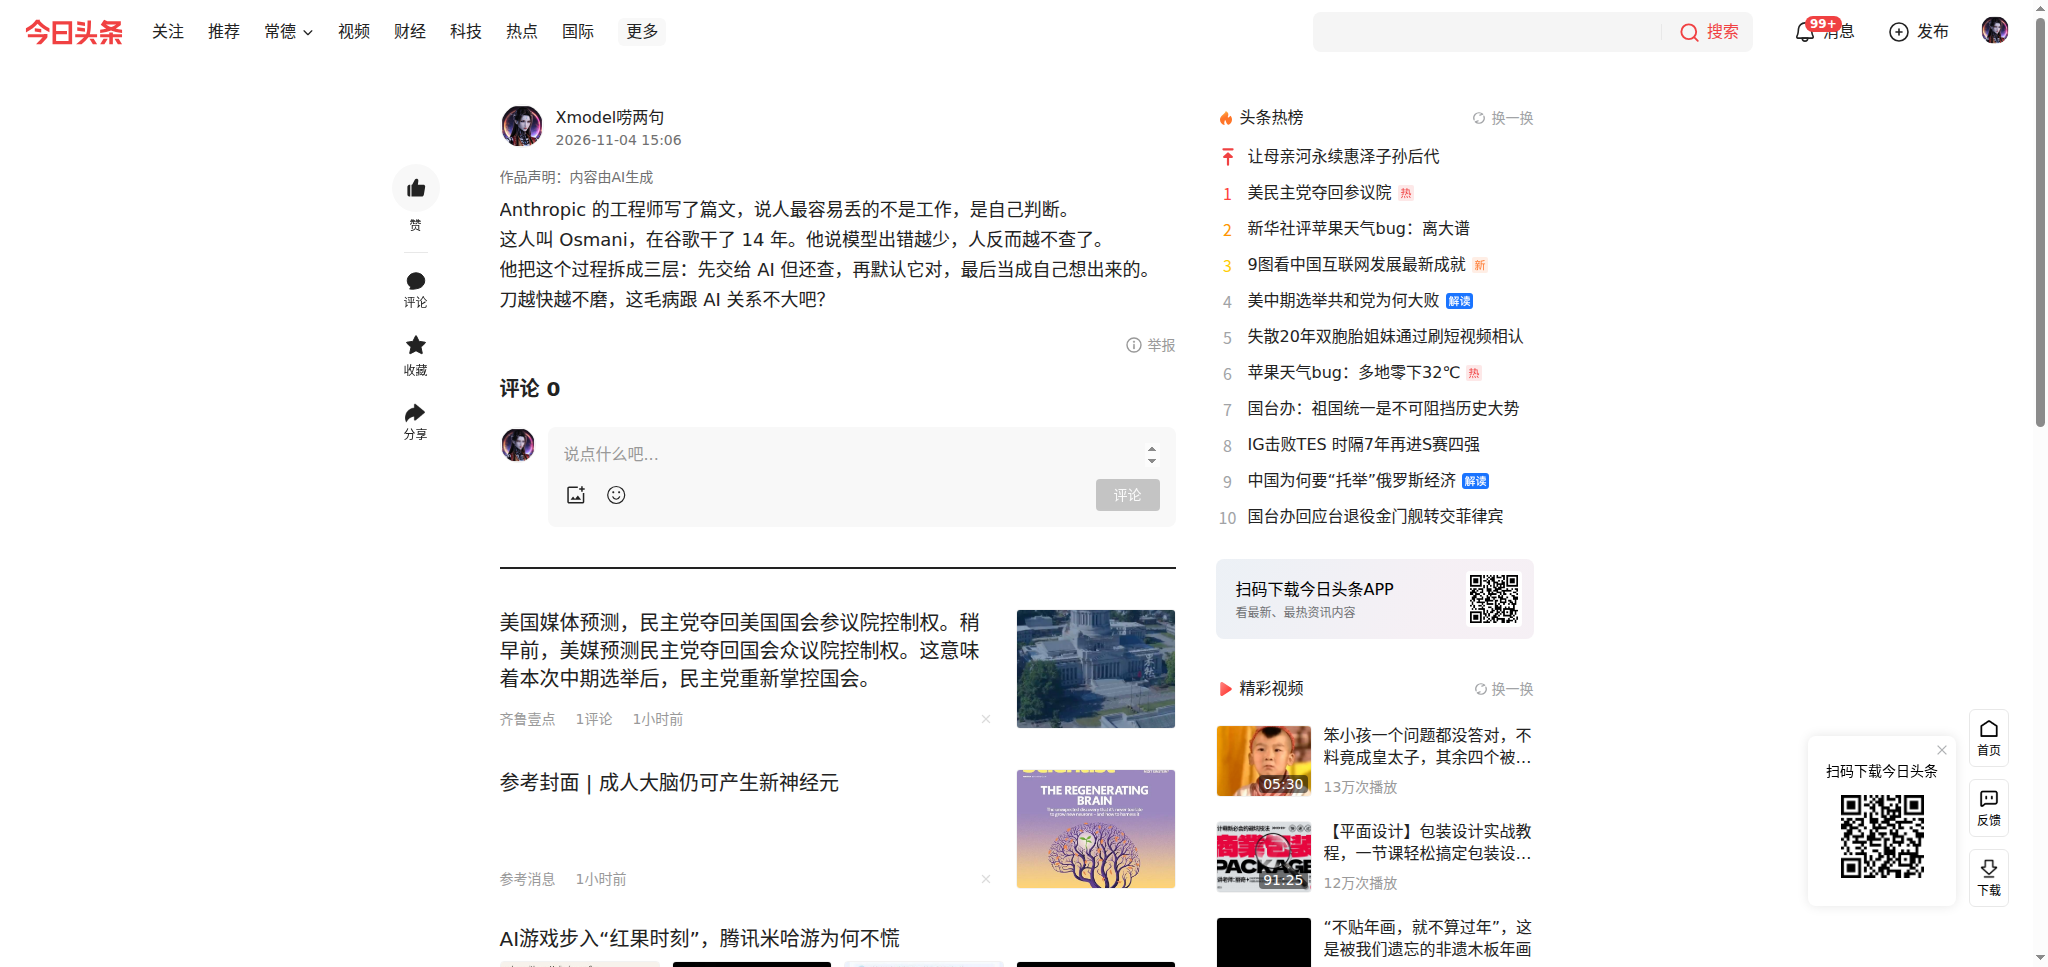 今日头条
关注 推荐 常德 视频 财经 科技 热点 国际 更多
搜索
99+
消息
发布
Xmodel唠两句
2026-11-04 15:06
作品声明：内容由AI生成
Anthropic 的工程师写了篇文，说人最容易丢的不是工作，是自己判断。
这人叫 Osmani，在谷歌干了 14 年。他说模型出错越少，人反而越不查了。
他把这个过程拆成三层：先交给 AI 但还查，再默认它对，最后当成自己想出来的。
刀越快越不磨，这毛病跟 AI 关系不大吧？
举报
赞
评论
收藏
分享
评论 0
说点什么吧...
评论
美国媒体预测，民主党夺回美国国会参议院控制权。稍
早前，美媒预测民主党夺回国会众议院控制权。这意味
着本次中期选举后，民主党重新掌控国会。
齐鲁壹点 1评论 1小时前
参考封面 | 成人大脑仍可产生新神经元
THE REGENERATING
BRAIN
参考消息 1小时前
AI游戏步入“红果时刻”，腾讯米哈游为何不慌
头条热榜
换一换
让母亲河永续惠泽子孙后代
1 美民主党夺回参议院 热
2 新华社评苹果天气bug：离大谱
3 9图看中国互联网发展最新成就 新
4 美中期选举共和党为何大败 解读
5 失散20年双胞胎姐妹通过刷短视频相认
6 苹果天气bug：多地零下32℃ 热
7 国台办：祖国统一是不可阻挡历史大势
8 IG击败TES 时隔7年再进S赛四强
9 中国为何要“托举”俄罗斯经济 解读
10 国台办回应台退役金门舰转交菲律宾
扫码下载今日头条APP
看最新、最热资讯内容
精彩视频
换一换
05:30
笨小孩一个问题都没答对，不
料竟成皇太子，其余四个被...
13万次播放
商業包装
PACKAGE
91:25
【平面设计】包装设计实战教
程，一节课轻松搞定包装设...
12万次播放
“不贴年画，就不算过年”，这
是被我们遗忘的非遗木板年画
扫码下载今日头条
首页
反馈
下载